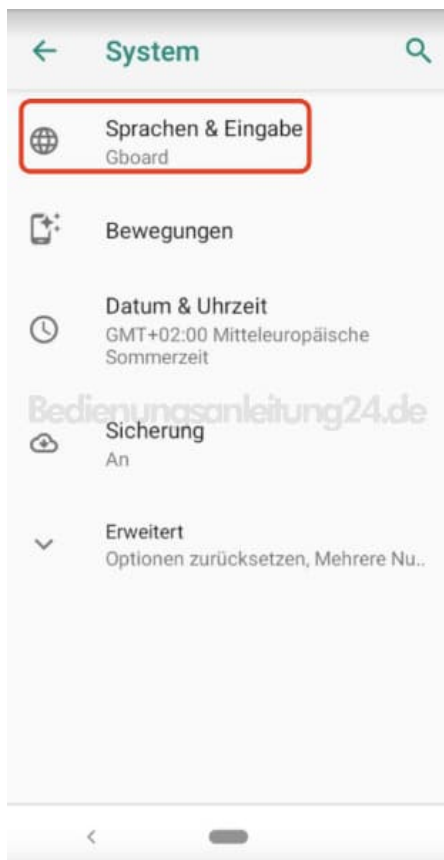 System
Sprachen & Eingabe
Gboard
Bewegungen
Datum & Uhrzeit
GMT+02:00 Mitteleuropäische
Sommerzeit
Bedienungsanleitung24.de
Sicherung
An
Erweitert
Optionen zurücksetzen, Mehrere Nu..